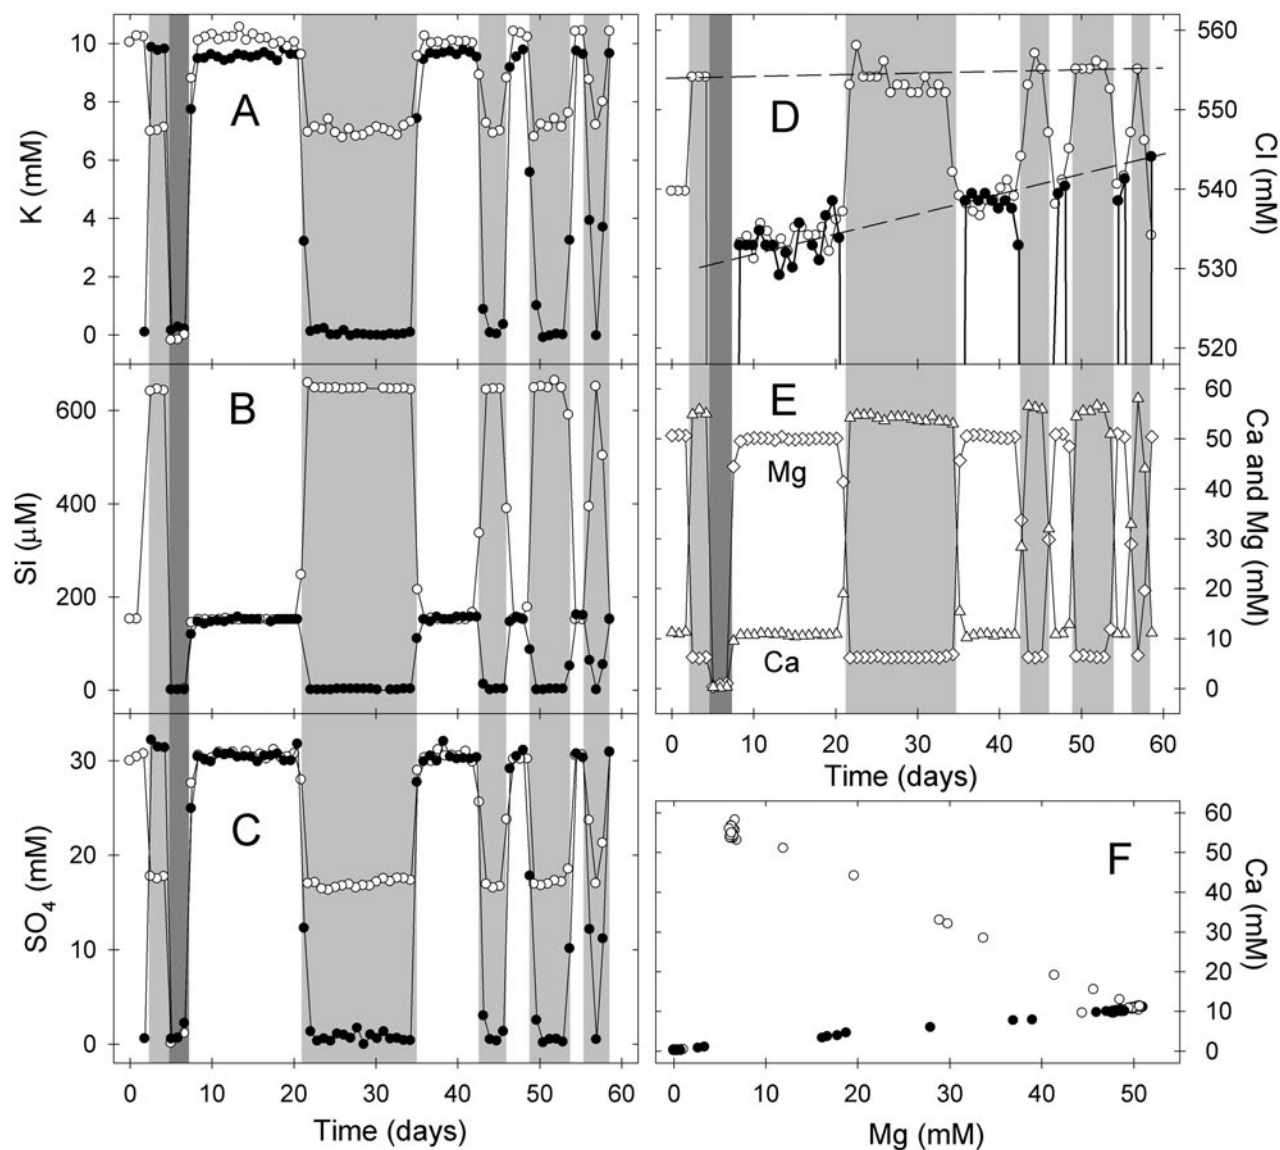 A
K (mM)
10
8
6
4
2
0
B
Si (μM)
600
400
200
0
C
SO4 (mM)
30
20
10
0
0 10 20 30 40 50 60
Time (days)
D
Cl (mM)
560
550
540
530
520
E
Mg
Ca
Ca and Mg (mM)
60
50
40
30
20
10
0
0 10 20 30 40 50 60
Time (days)
F
Ca (mM)
60
50
40
30
20
10
0
0 10 20 30 40 50
Mg (mM)